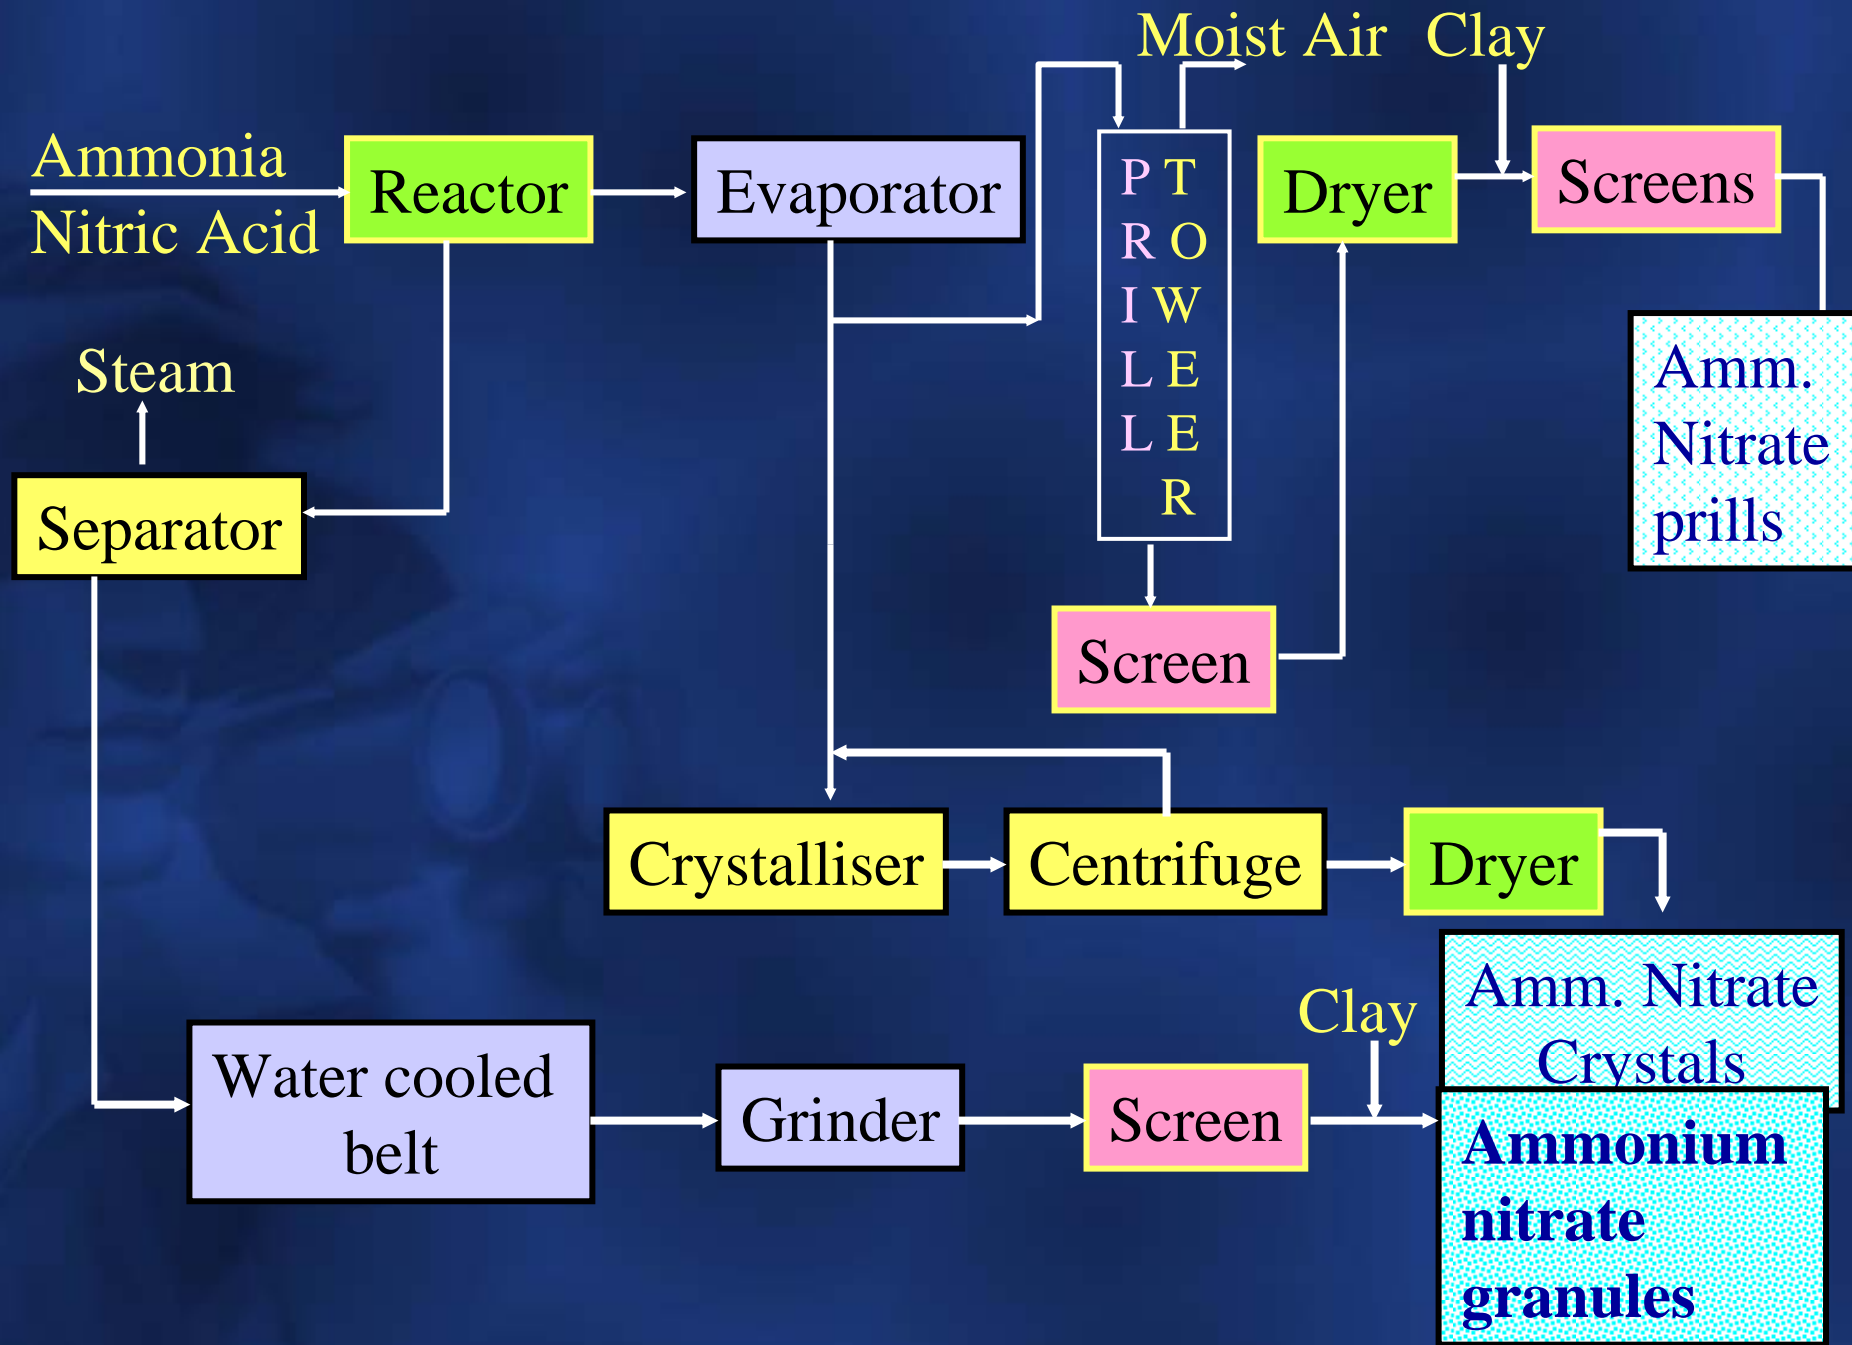 Moist Air Clay
Ammonia
Nitric Acid
Reactor
Evaporator
P T
R O
I W
L E
L E
R
Dryer
Screens
Amm.
Nitrate
prills
Steam
Separator
Screen
Crystalliser
Centrifuge
Dryer
Amm. Nitrate
Crystals
Water cooled
belt
Grinder
Screen
Clay
Ammonium
nitrate
granules